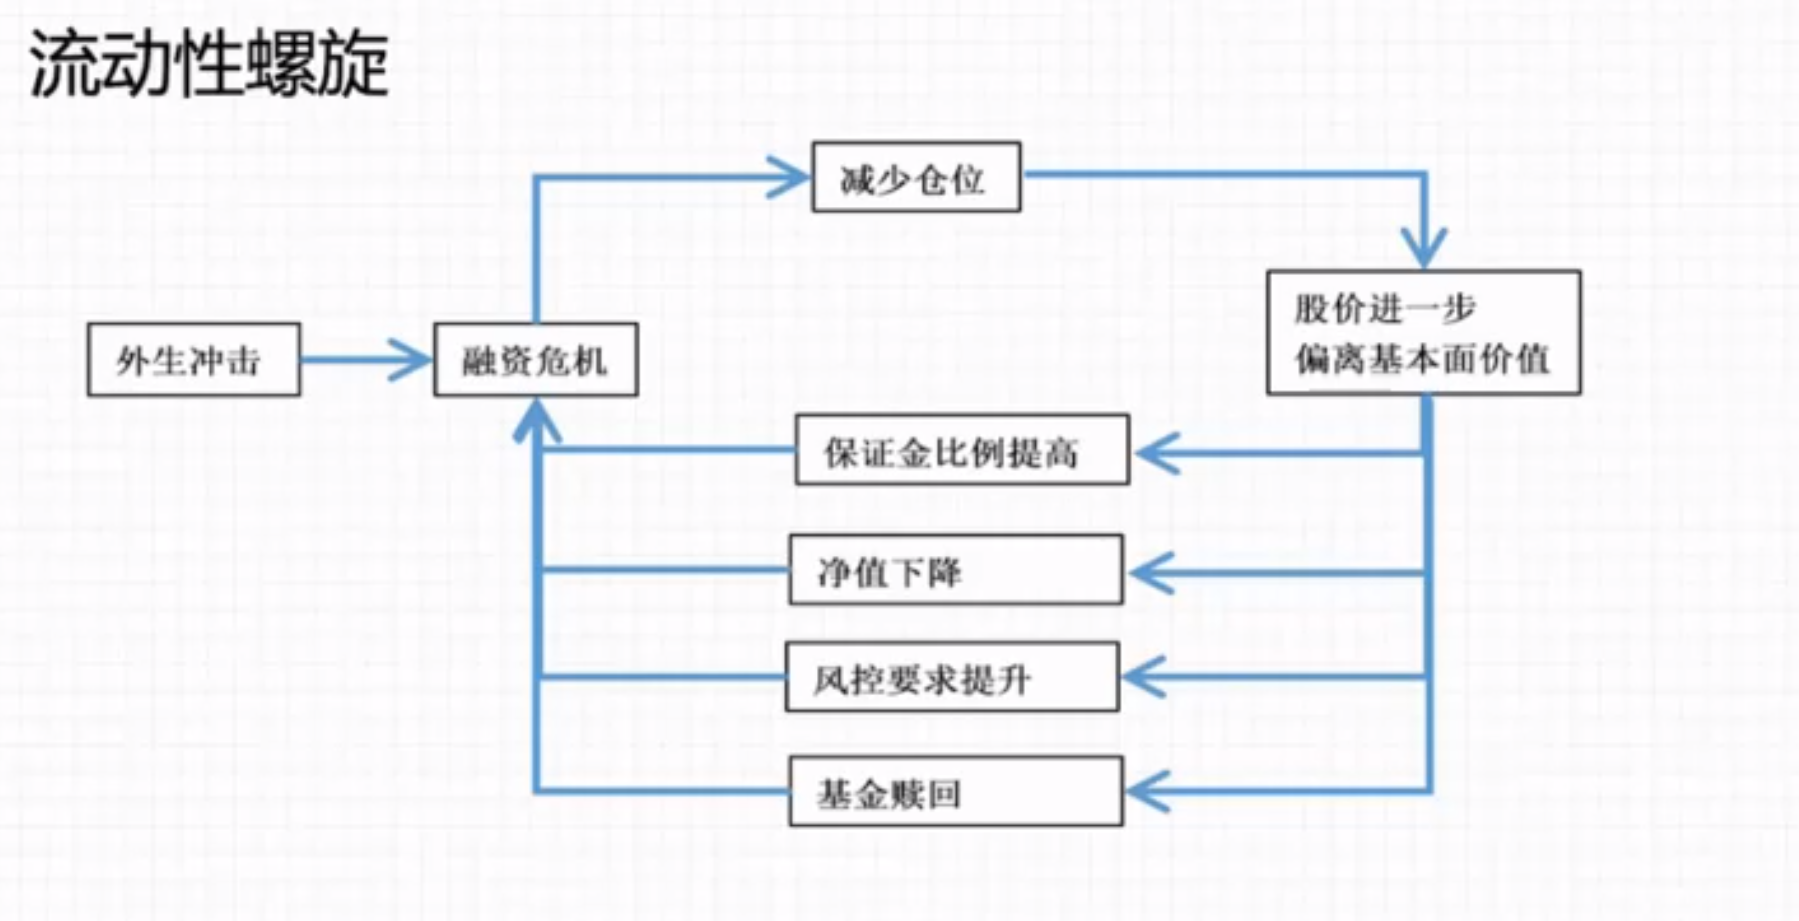 流动性螺旋
减少仓位
股价进一步
偏离基本面价值
外生冲击
融资危机
保证金比例提高
净值下降
风控要求提升
基金赎回